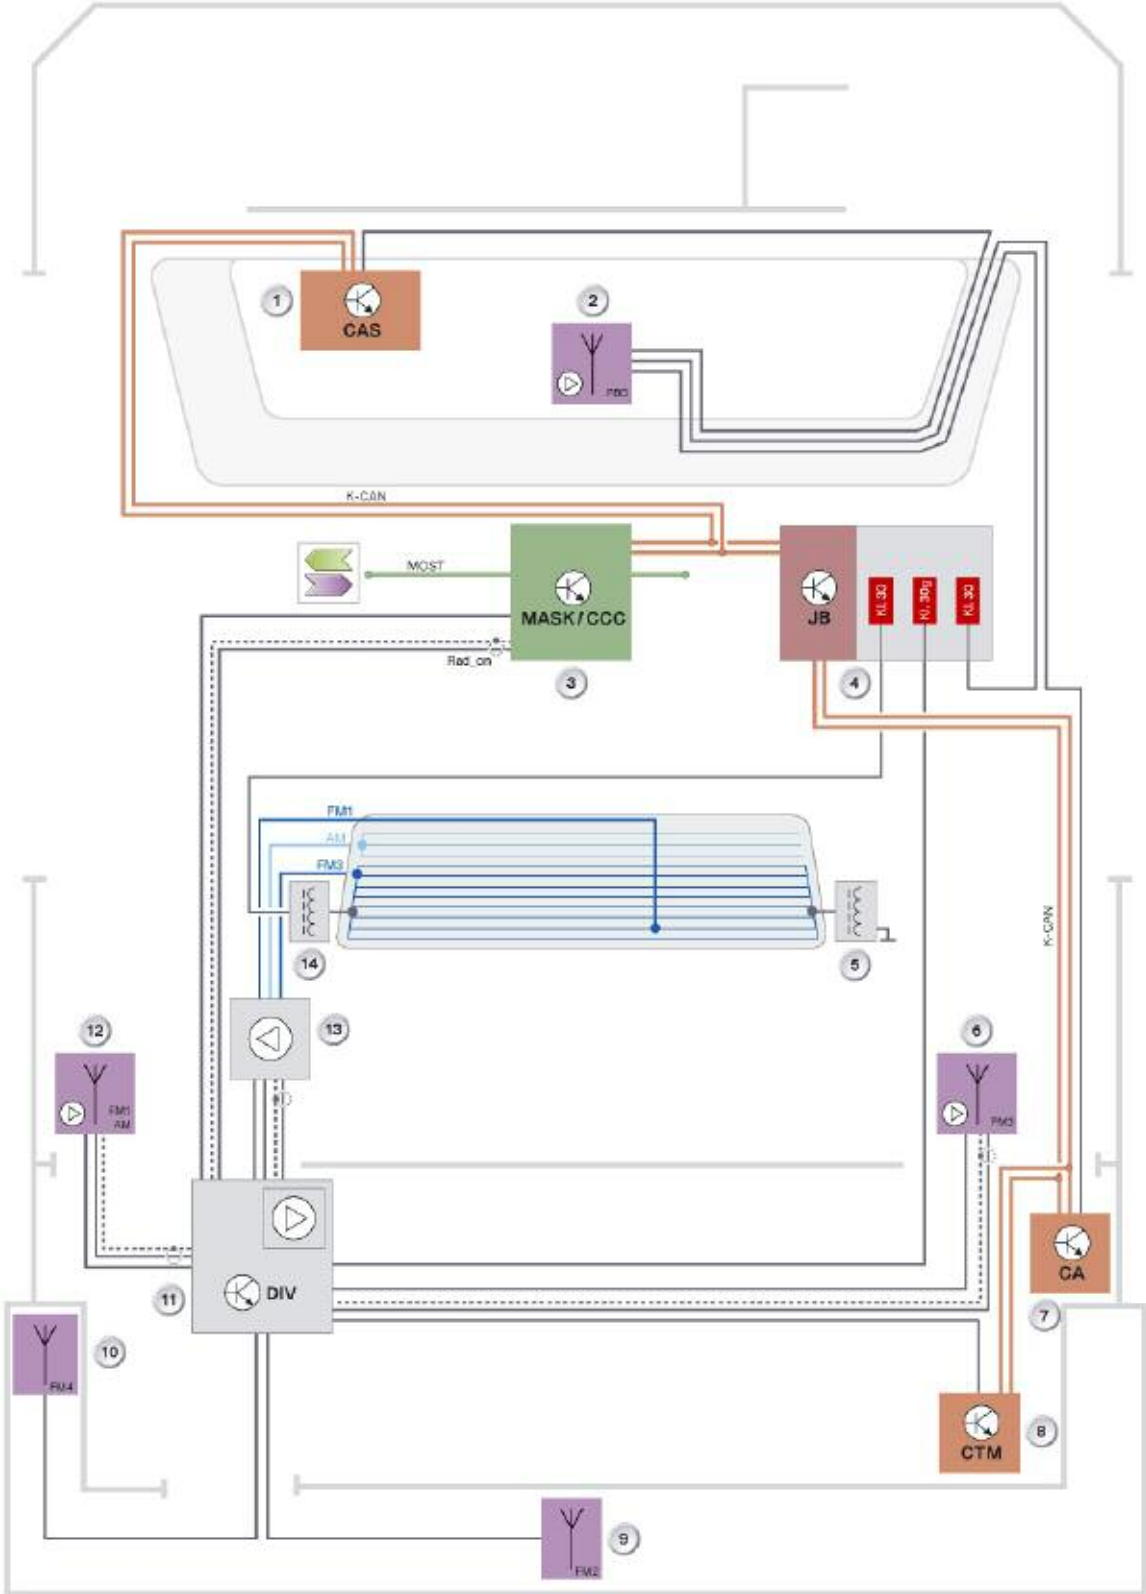 1
CAS
2
FBD
K-CAN
MOST
MASK/CCC
Rad_on
3
JB
Kl. 30
Kl. 30g
Kl. 30
4
FM1
AM
FM3
14
5
K-CAN
13
12
FM1
AM
6
FM3
DIV
11
CA
7
10
FM4
CTM
8
9
FM2